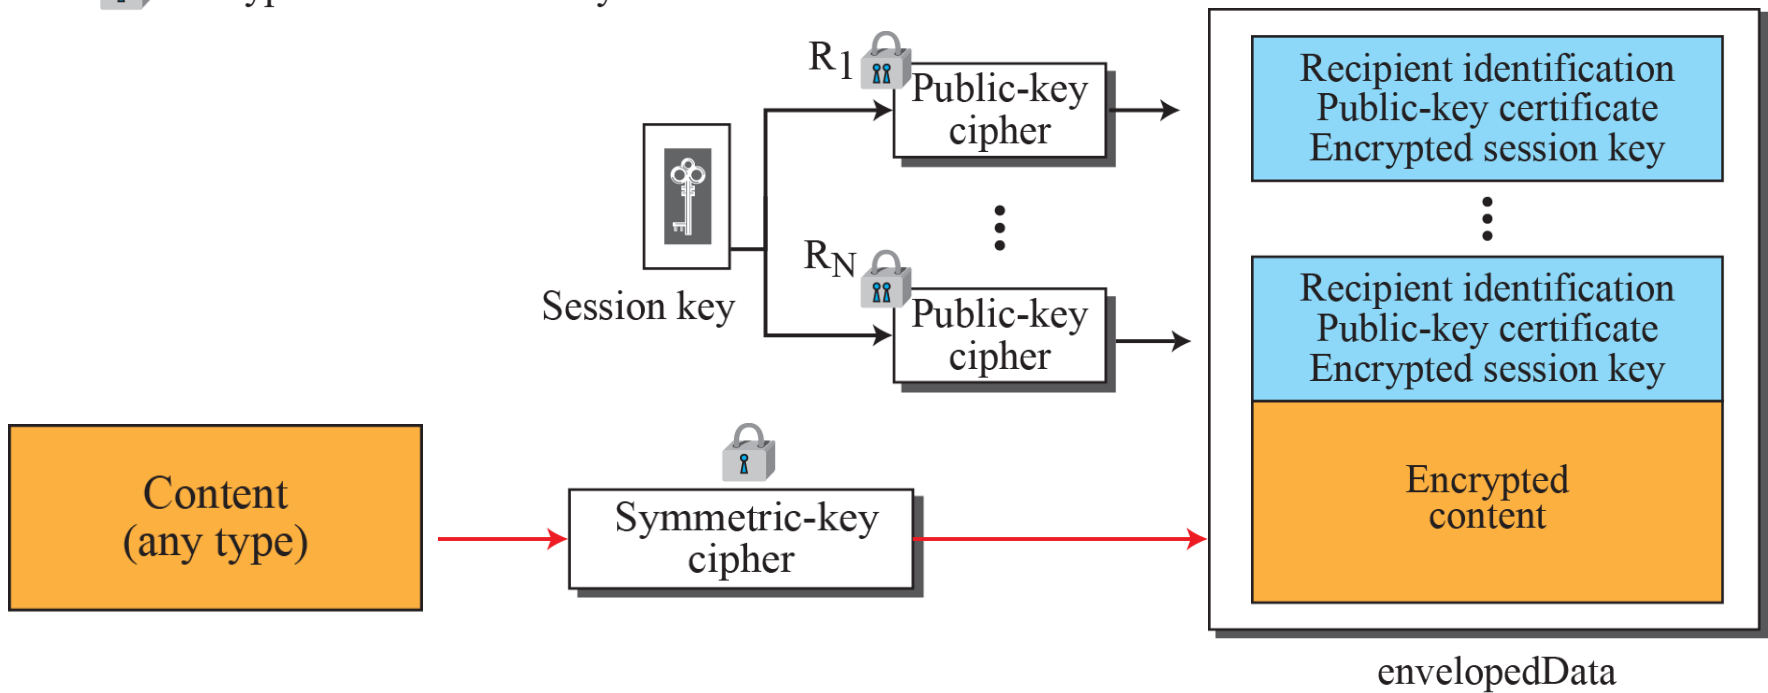 R1
Public-key
cipher
Session key
RN
Public-key
cipher
Content
(any type)
Symmetric-key
cipher
Recipient identification
Public-key certificate
Encrypted session key
Recipient identification
Public-key certificate
Encrypted session key
Encrypted
content
envelopedData